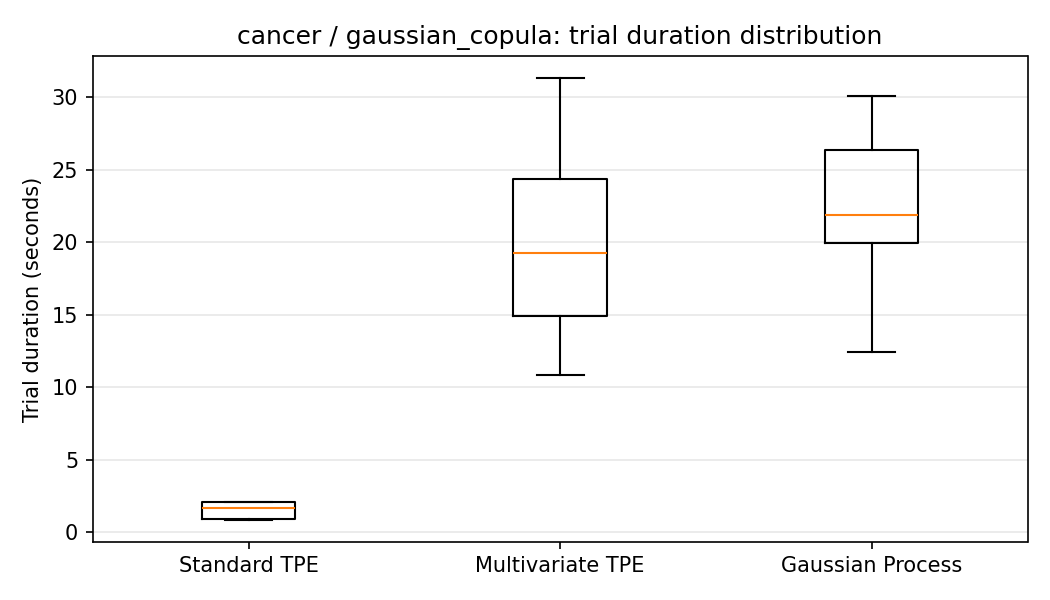 cancer / gaussian_copula: trial duration distribution
Trial duration (seconds)
30
25
20
15
10
5
0
Standard TPE
Multivariate TPE
Gaussian Process